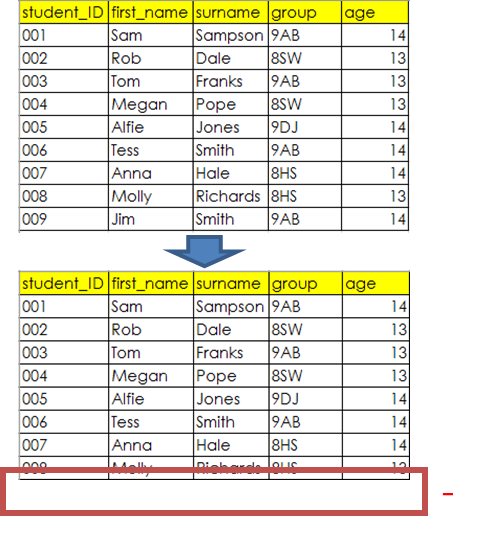 student_ID first_name surname group age
001 Sam Sampson 9AB 14
002 Rob Dale 8SW 13
003 Tom Franks 9AB 13
004 Megan Pope 8SW 13
005 Alfie Jones 9DJ 14
006 Tess Smith 9AB 14
007 Anna Hale 8HS 14
008 Molly Richards 8HS 13
009 Jim Smith 9AB 14
student_ID first_name surname group age
001 Sam Sampson 9AB 14
002 Rob Dale 8SW 13
003 Tom Franks 9AB 13
004 Megan Pope 8SW 13
005 Alfie Jones 9DJ 14
006 Tess Smith 9AB 14
007 Anna Hale 8HS 14
008 Molly Richards 8HS 13